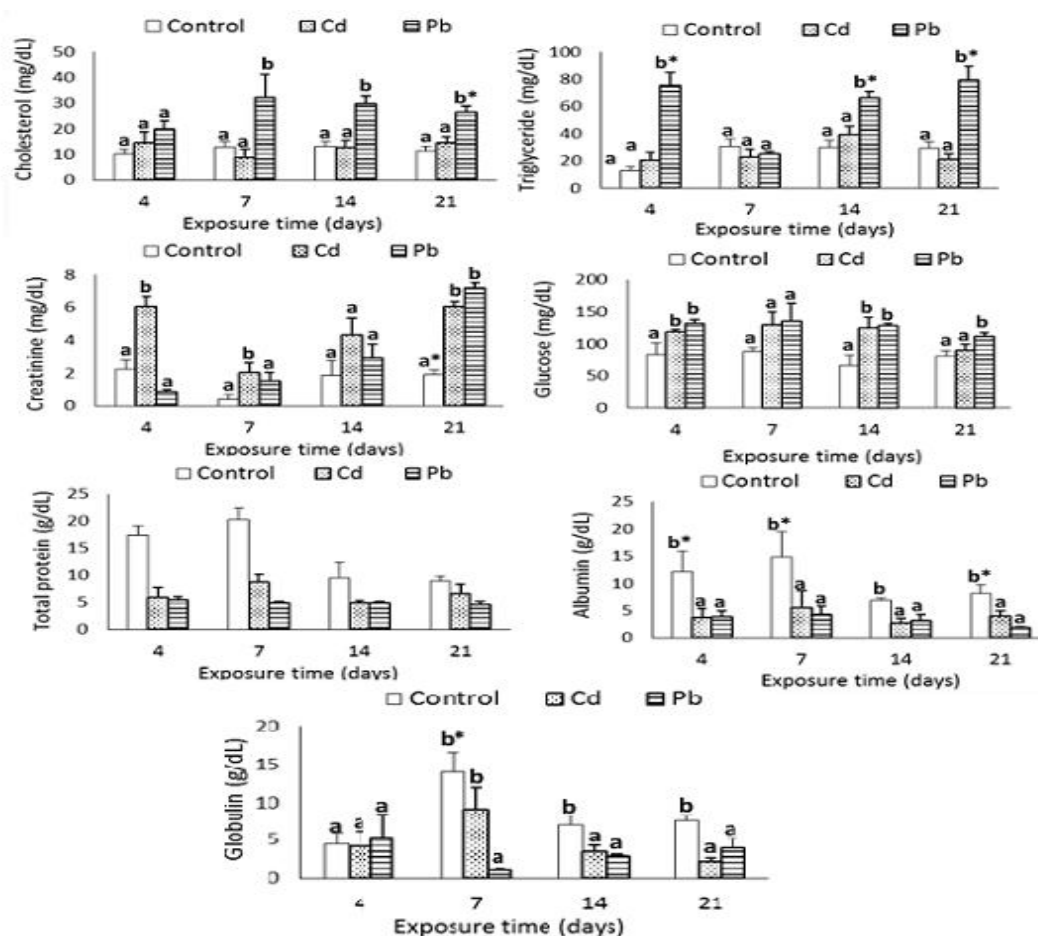 Control Cd Pb
Cholesterol (mg/dL)
50
40
30
20
10
0
a a a
a a b
a a b
a a b*
4 7 14 21
Exposure time (days)
Control Cd Pb
Triglyceride (mg/dL)
100
80
60
40
20
0
a a b*
a a a
a a b*
a a b*
4 7 14 21
Exposure time (days)
Control Cd Pb
Creatinine (mg/dL)
8
6
4
2
0
a b a
a b a
a a a
a* b b
4 7 14 21
Exposure time (days)
Control Cd Pb
Glucose (mg/dL)
200
150
100
50
0
a b b
a a a
a b b
a a b
4 7 14 21
Exposure time (days)
Control Cd Pb
Total protein (g/dL)
25
20
15
10
5
0
4 7 14 21
Exposure time (days)
Control Cd Pb
Albumin (g/dL)
25
20
15
10
5
0
b* a a
b* a a
b a a
b* a a
4 7 14 21
Exposure time (days)
Control Cd Pb
Globulin (g/dL)
20
15
10
5
0
a a a
b* b a
b a a
b a a
4 7 14 21
Exposure time (days)